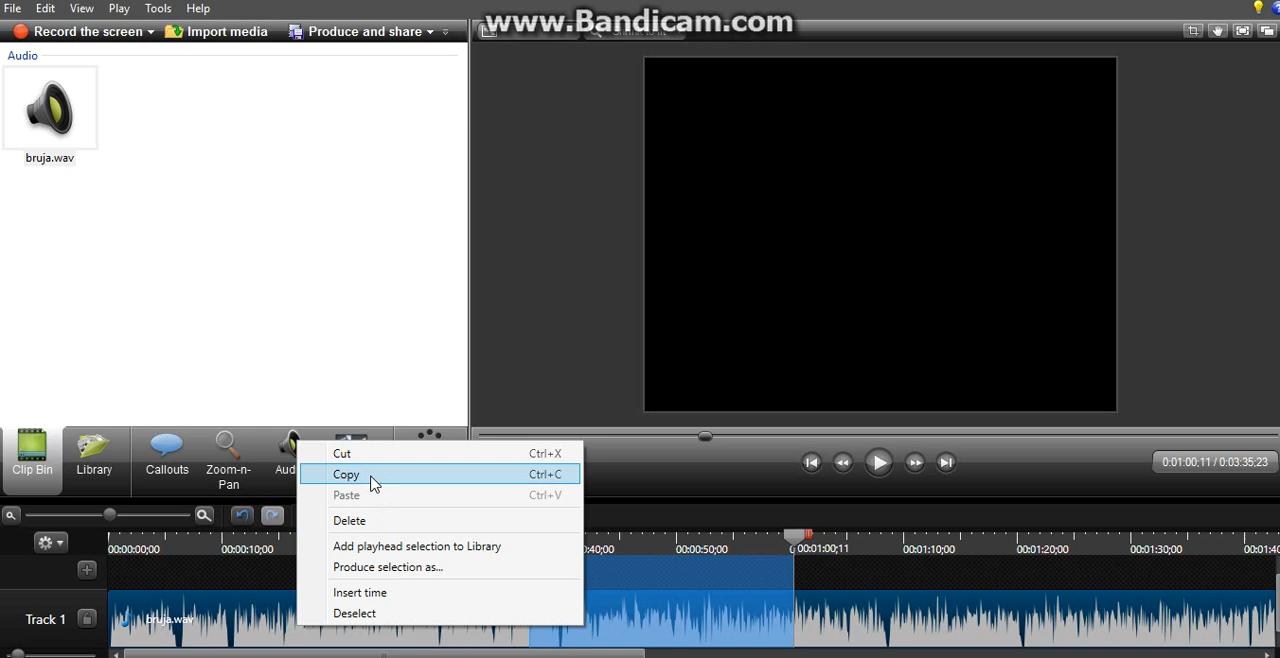 File Edit View Play Tools Help
www.Bandicam.com
Record the screen Import media Produce and share
Audio
bruja.wav
Clip Bin Library Callouts Zoom-n-Pan
Cut Ctrl+X
Copy Ctrl+C
Paste Ctrl+V
Delete
Add playhead selection to Library
Produce selection as...
Insert time
Deselect
0:01:00;11 / 0:03:35;23
00:00:00;00 00:00:10;00 00:00:50;00 00:01:00;11 00:01:10;00 00:01:20;00 00:01:30;00
Track 1 bruja.wav